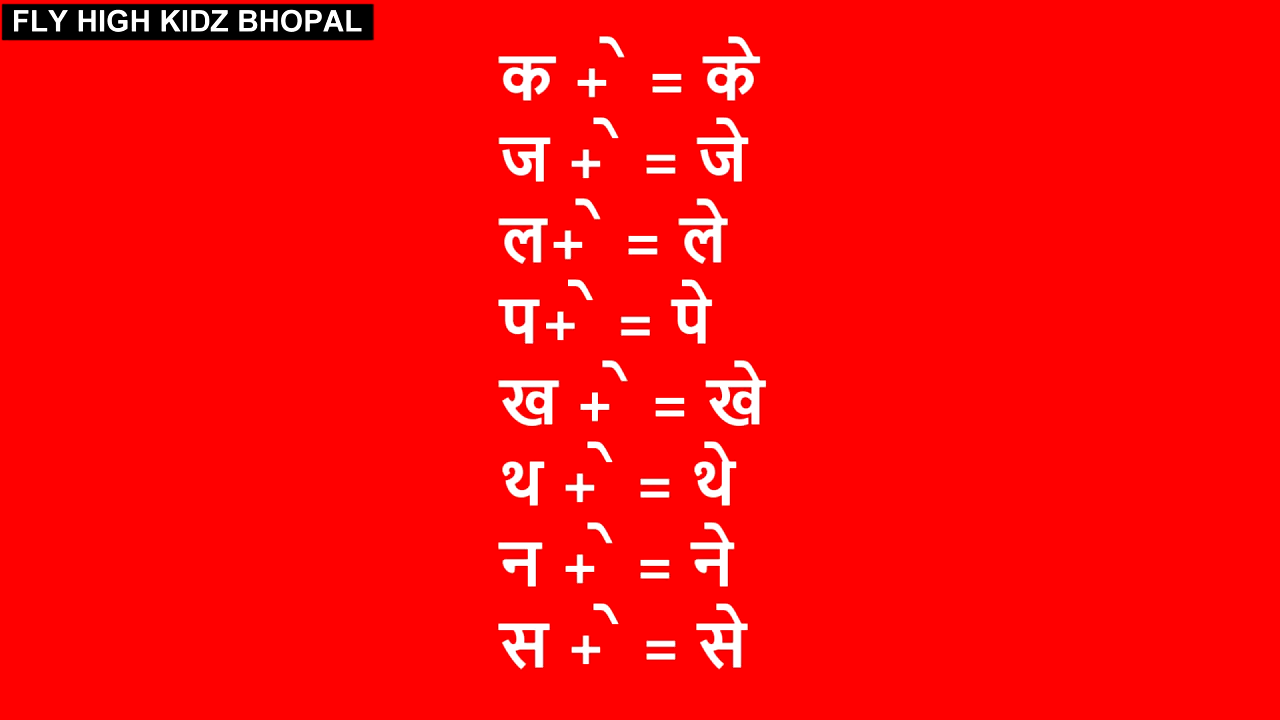 FLY HIGH KIDZ BHOPAL
क + े = के
ज + े = जे
ल+ े = ले
प+ े = पे
ख + े = खे
थ + े = थे
न + े = ने
स + े = से